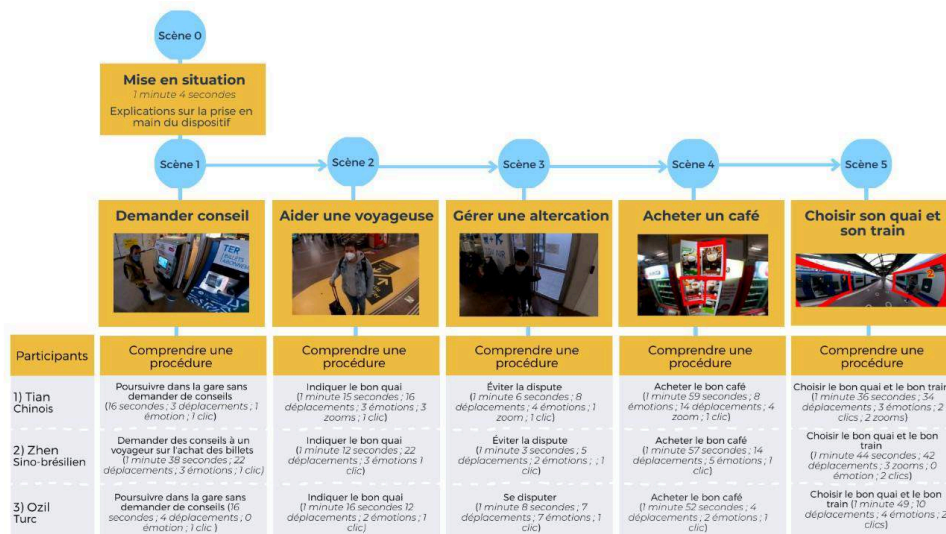 Scène 0
Mise en situation
1 minute 4 secondes
Explications sur la prise en
main du dispositif
Scène 1
Scène 2
Scène 3
Scène 4
Scène 5
Demander conseil
Aider une voyageuse
Gérer une altercation
Acheter un café
Choisir son quai et
son train
TER
BILLETS
Participants
Comprendre une
procédure
Comprendre une
procédure
Comprendre une
procédure
Comprendre une
procédure
Comprendre une
procédure
1) Tian
Chinois
Poursuivre dans la gare sans
demander de conseils
(16 secondes ; 3 déplacements ; 1
émotion ; 1 clic)
Indiquer le bon quai
(1 minute 15 secondes ; 16
déplacements ; 3 émotions ; 3
zooms ; 1 clic)
Éviter la dispute
(1 minute 6 secondes ; 8
déplacements ; 4 émotions ; 1
zoom ; 1 clic)
Acheter le bon café
(1 minute 59 secondes ; 8
émotions ; 14 déplacements ; 4
zoom ; 1 clic)
Choisir le bon quai et le bon train
(1 minute 36 secondes ; 34
déplacements ; 3 émotions ; 2
clics ; 2 zooms)
2) Zhen
Sino-brésilien
Demander des conseils à un
voyageur sur l'achat des billets
(1 minute 38 secondes ; 22
déplacements ; 3 émotions ; 1 clic)
Indiquer le bon quai
(1 minute 12 secondes ; 22
déplacements ; 3 émotions 1
clic)
Éviter la dispute
(1 minute 3 secondes ; 5
déplacements ; 2 émotions ; ; 1
clic)
Acheter le bon café
(1 minute 57 secondes ; 14
déplacements ; 5 émotions ; 1
clic)
Choisir le bon quai et le bon
train
(1 minute 44 secondes ; 42
déplacements ; 3 zooms ; 0
émotion ; 2 clics)
3) Ozil
Turc
Poursuivre dans la gare sans
demander de conseils (16
secondes ; 4 déplacements ; 0
émotion ; 1 clic )
Indiquer le bon quai
(1 minute 16 secondes 12
déplacements ; 2 émotions ; 1
clic)
Se disputer
(1 minute 8 secondes ; 7
déplacements ; 7 émotions ; 1
clic)
Acheter le bon café
(1 minute 52 secondes ; 4
déplacements ; 2 émotions ; 1
clic)
Choisir le bon quai et le bon
train (1 minute 49 ; 10
déplacements ; 4 émotions ; 2
clics)